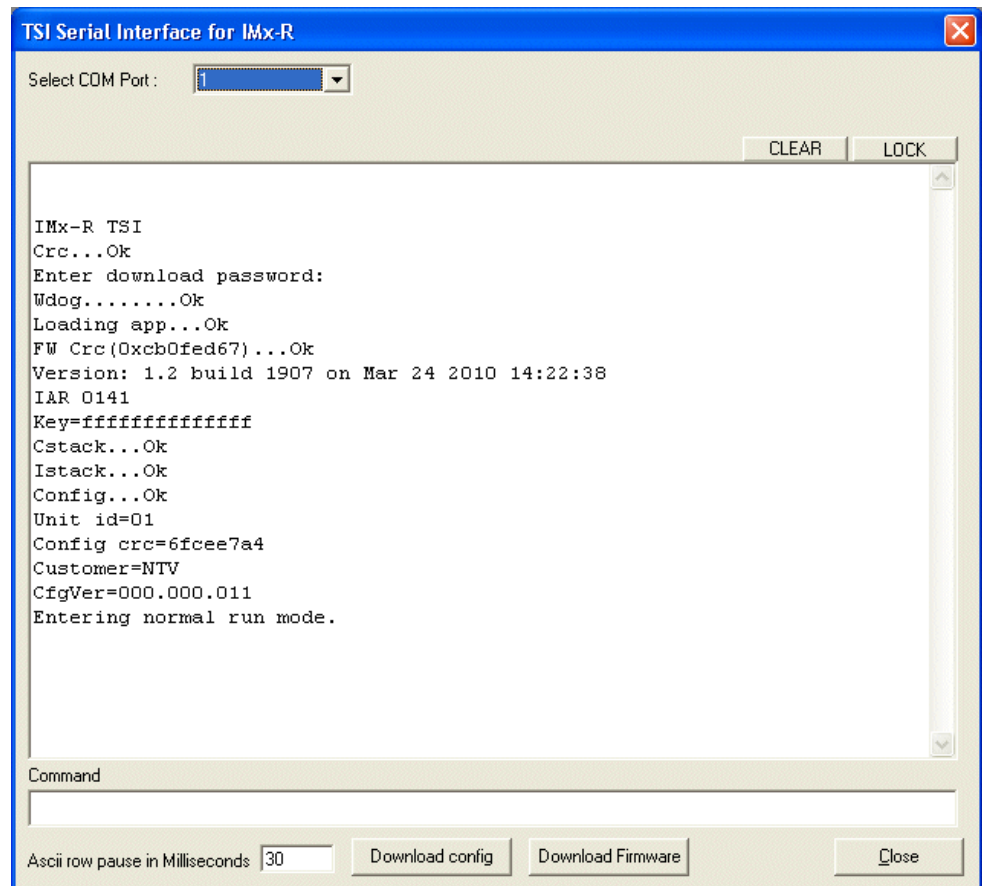 TSI Serial Interface for IMx-R
Select COM Port :
1
CLEAR
LOCK
IMx-R TSI
Crc...Ok
Enter download password:
Wdog........Ok
Loading app...Ok
FW Crc(0xcb0fed67)...Ok
Version: 1.2 build 1907 on Mar 24 2010 14:22:38
IAR 0141
Key=ffffffffffffff
Cstack...Ok
Istack...Ok
Config...Ok
Unit id=01
Config crc=6fcee7a4
Customer=NTV
CfgVer=000.000.011
Entering normal run mode.
Command
Ascii row pause in Milliseconds 30
Download config
Download Firmware
Close